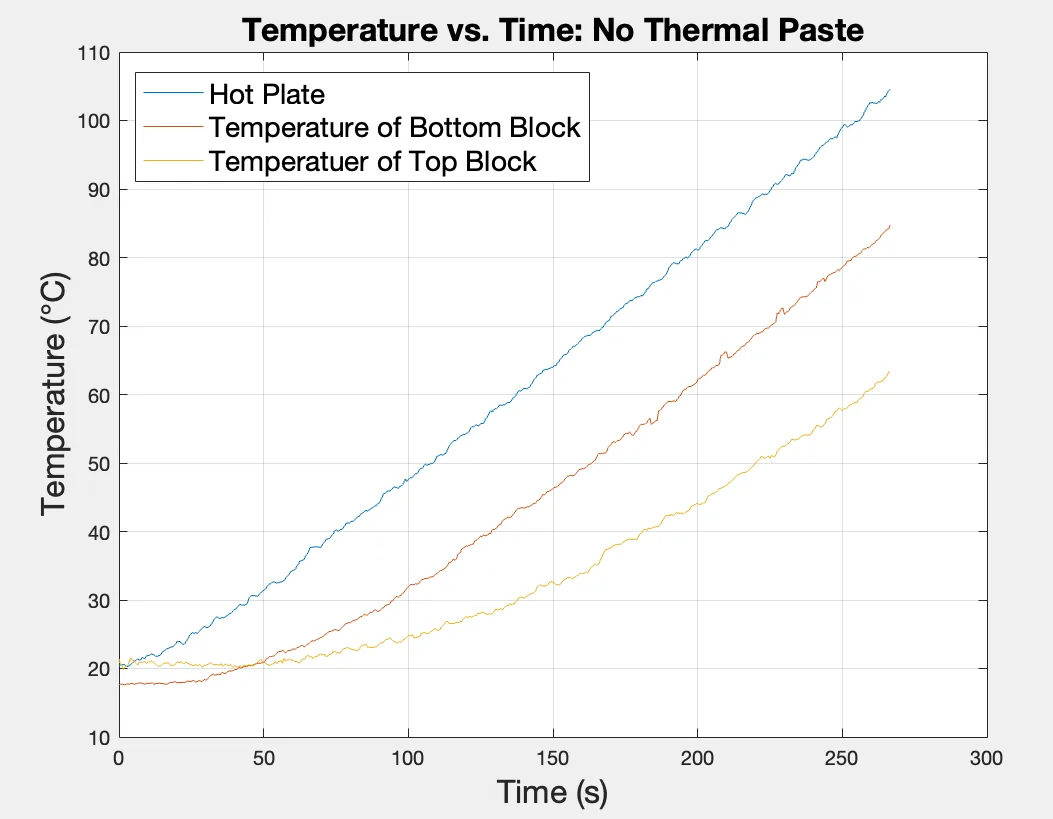 Temperature vs. Time: No Thermal Paste
110
100
90
80
70
60
50
40
30
20
10
Hot Plate
Temperature of Bottom Block
Temperatuer of Top Block
Temperature (°C)
0 50 100 150 200 250 300
Time (s)